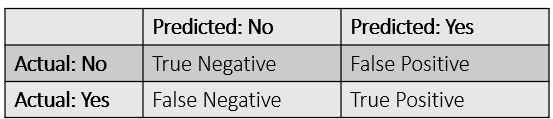 Predicted: No Predicted: Yes
Actual: No True Negative False Positive
Actual: Yes False Negative True Positive